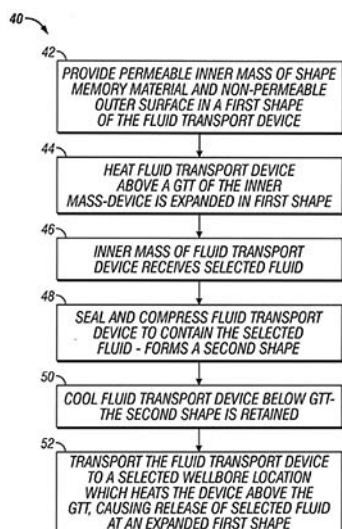 40
42
PROVIDE PERMEABLE INNER MASS OF SHAPE
MEMORY MATERIAL AND NON-PERMEABLE
OUTER SURFACE IN A FIRST SHAPE
OF THE FLUID TRANSPORT DEVICE
44
HEAT FLUID TRANSPORT DEVICE
ABOVE A GTT OF THE INNER
MASS-DEVICE IS EXPANDED IN FIRST SHAPE
46
INNER MASS OF FLUID TRANSPORT
DEVICE RECEIVES SELECTED FLUID
48
SEAL AND COMPRESS FLUID TRANSPORT
DEVICE TO CONTAIN THE SELECTED
FLUID - FORMS A SECOND SHAPE
50
COOL FLUID TRANSPORT DEVICE BELOW GTT-
THE SECOND SHAPE IS RETAINED
52
TRANSPORT THE FLUID TRANSPORT DEVICE
TO A SELECTED WELLBORE LOCATION
WHICH HEATS THE DEVICE ABOVE THE
GTT, CAUSING RELEASE OF SELECTED FLUID
AT AN EXPANDED FIRST SHAPE